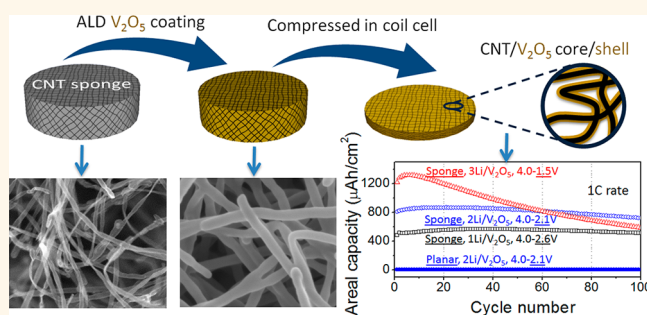 ALD V₂O₅ coating
Compressed in coil cell
CNT/V₂O₅ core/shell
CNT sponge
Areal capacity (μAh/cm²)
1200
800
400
0
Sponge, 3Li/V₂O₅, 4.0-1.5V
1C rate
Sponge, 2Li/V₂O₅, 4.0-2.1V
Sponge, 1Li/V₂O₅, 4.0-2.6V
Planar, 2Li/V₂O₅, 4.0-2.1V
0 20 40 60 80 100
Cycle number